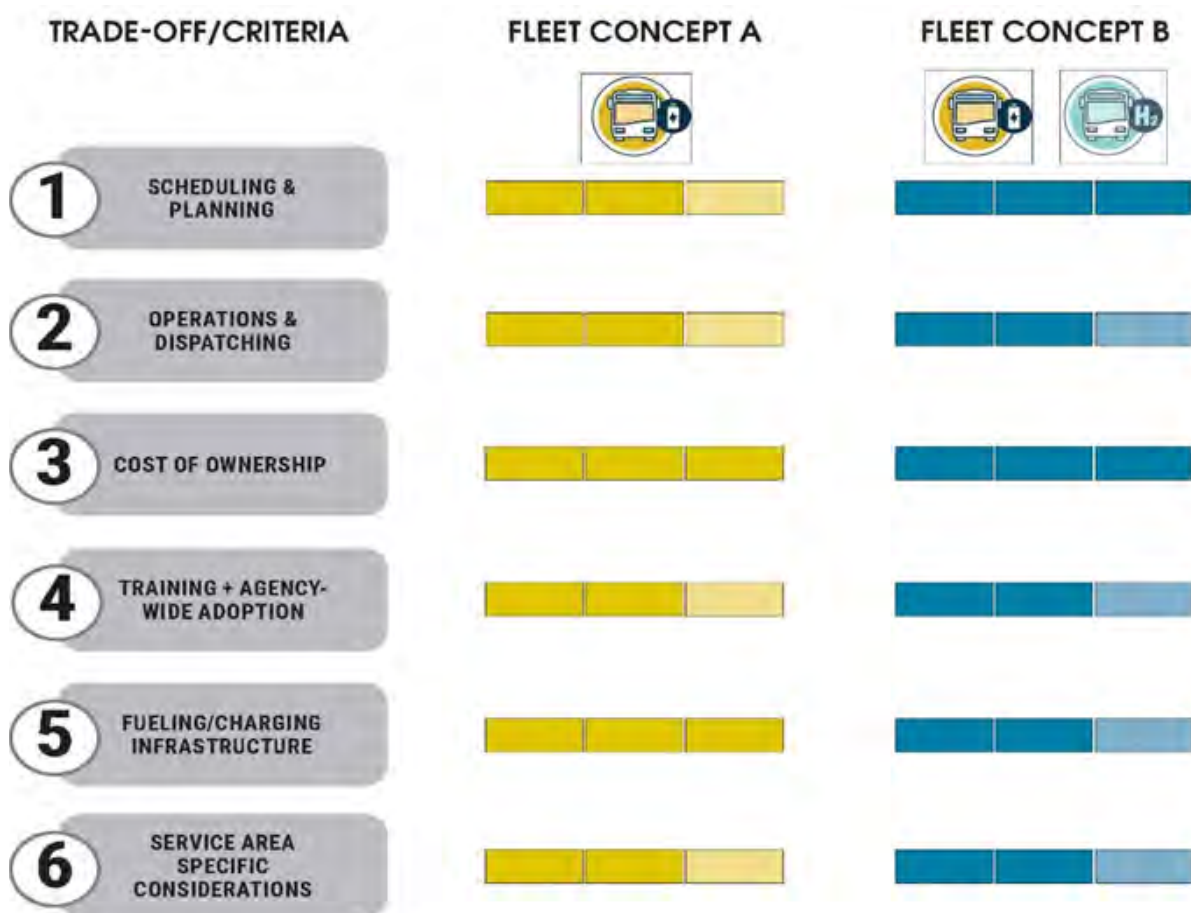 TRADE-OFF/CRITERIA
FLEET CONCEPT A
FLEET CONCEPT B
H₂
1
SCHEDULING &
PLANNING
2
OPERATIONS &
DISPATCHING
3
COST OF OWNERSHIP
4
TRAINING + AGENCY-
WIDE ADOPTION
5
FUELING/CHARGING
INFRASTRUCTURE
6
SERVICE AREA
SPECIFIC
CONSIDERATIONS